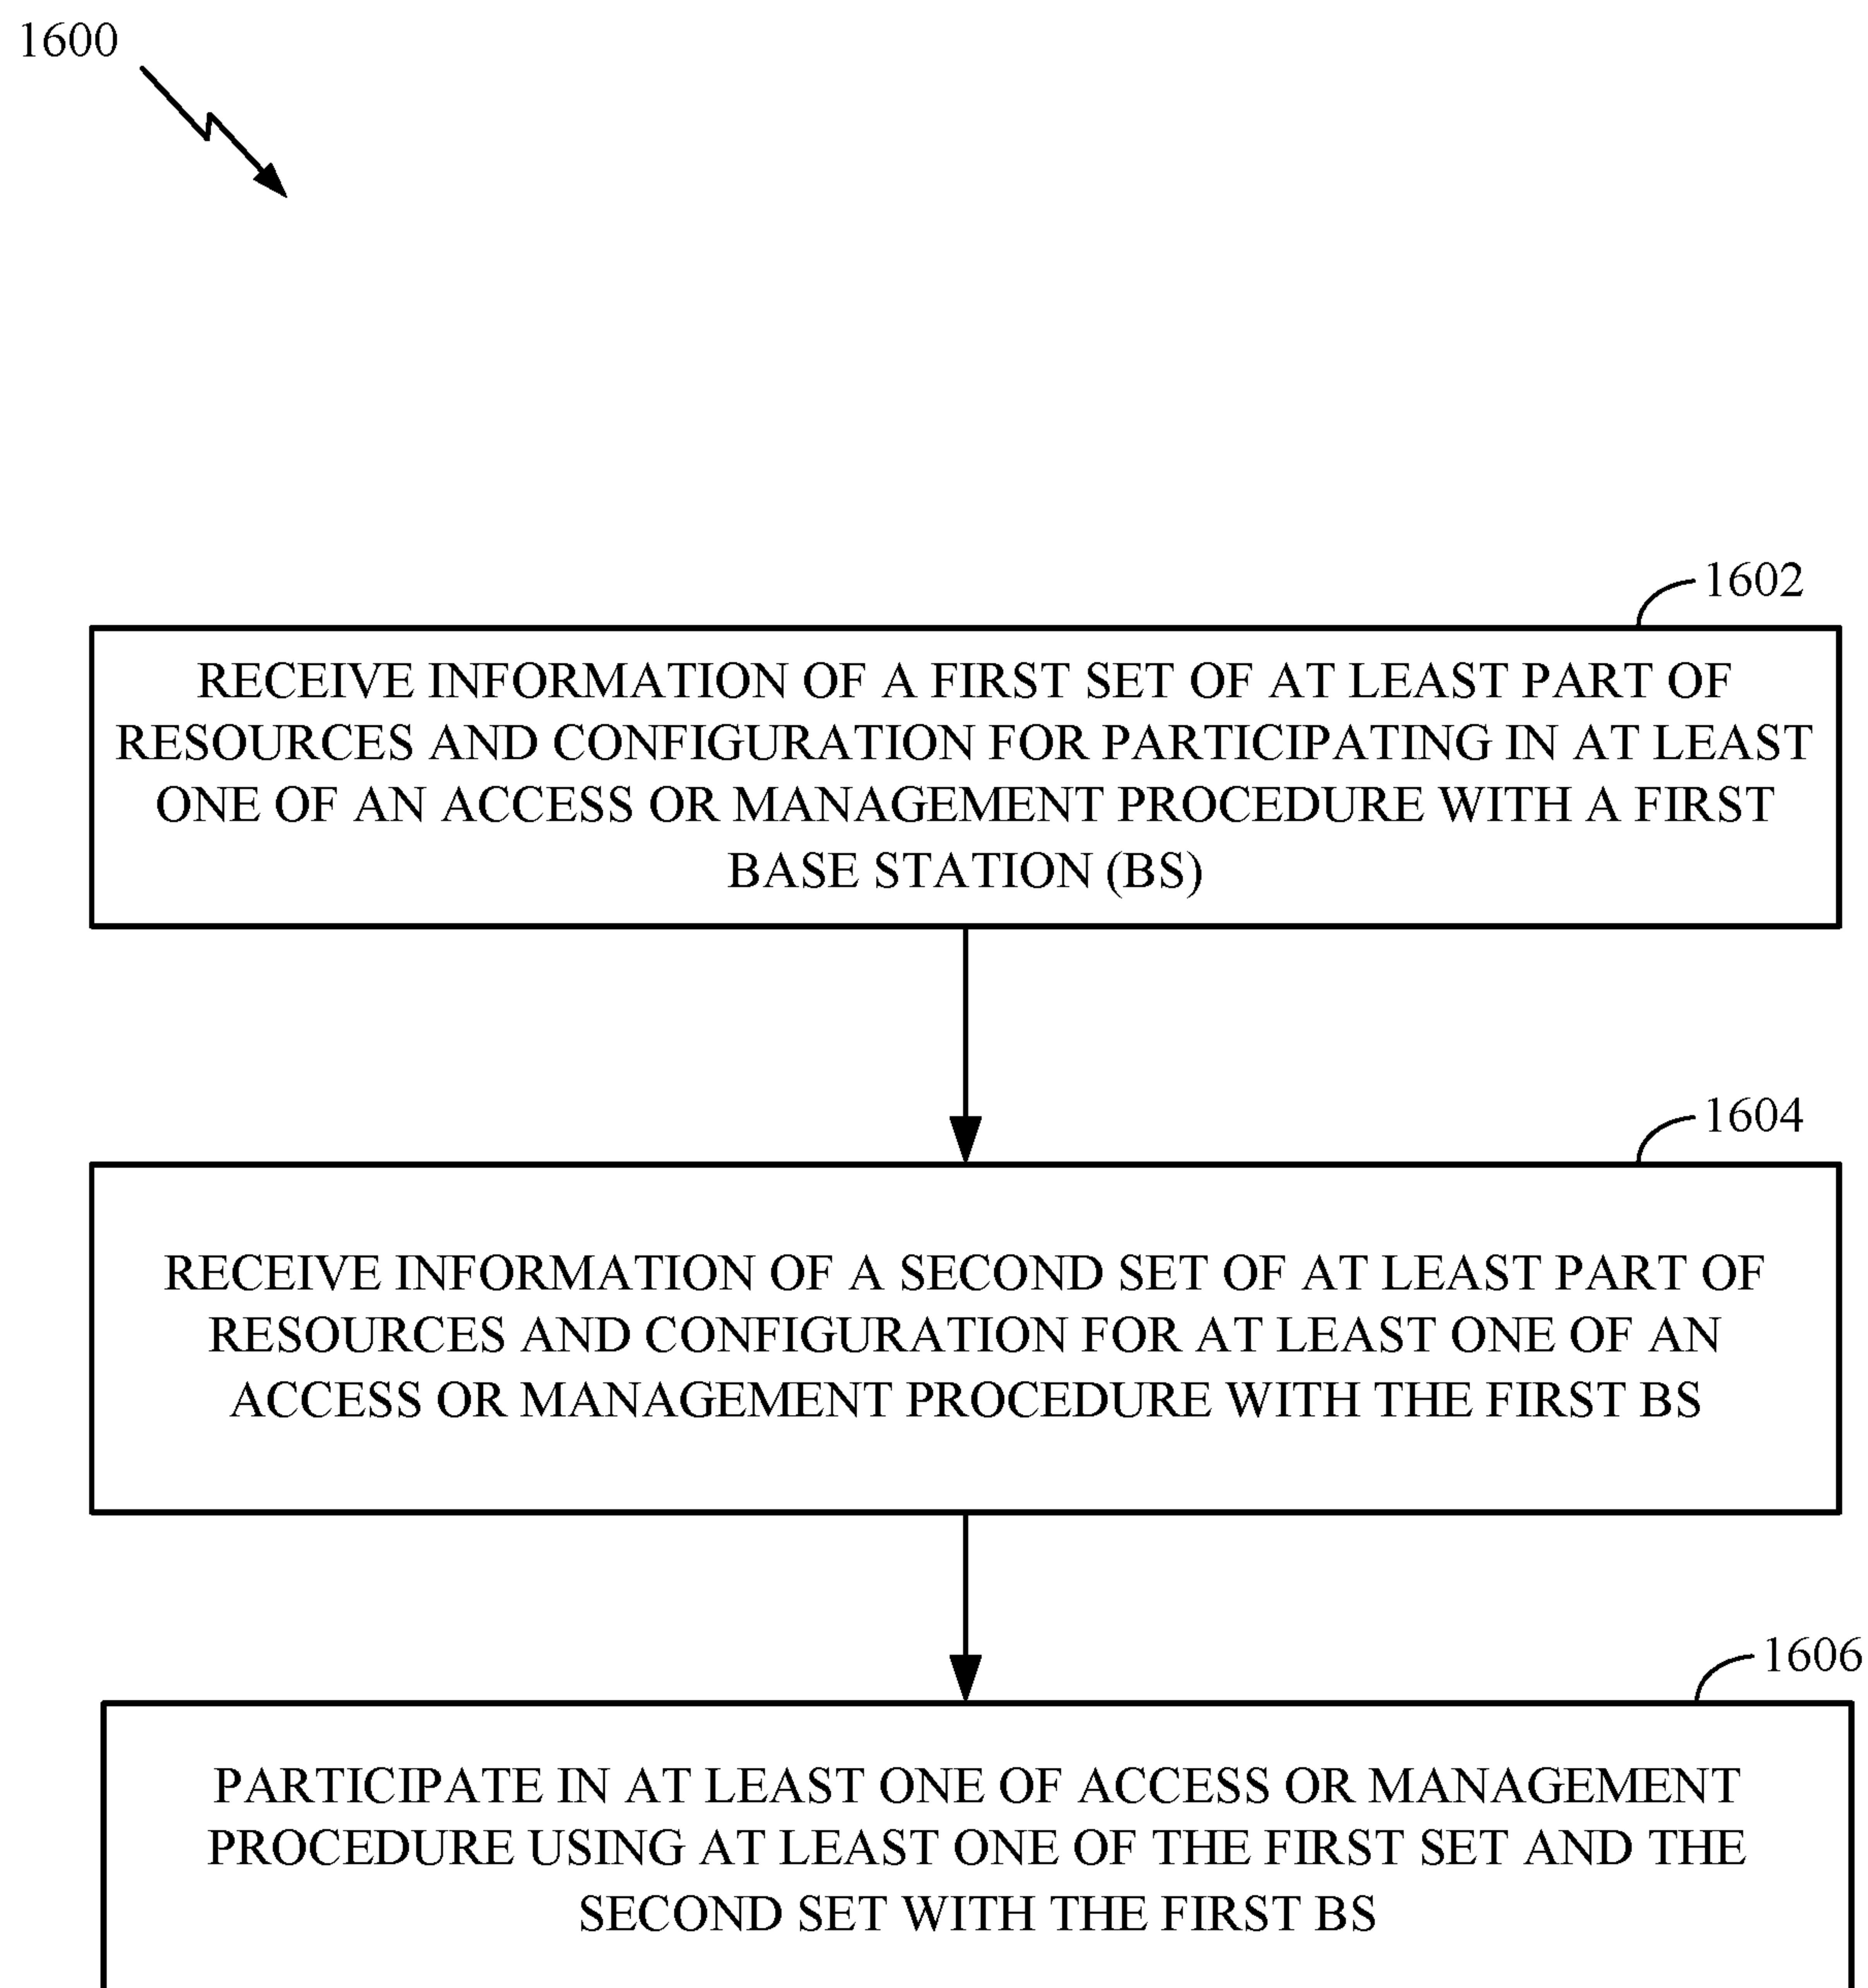 1600
1602
RECEIVE INFORMATION OF A FIRST SET OF AT LEAST PART OF
RESOURCES AND CONFIGURATION FOR PARTICIPATING IN AT LEAST
ONE OF AN ACCESS OR MANAGEMENT PROCEDURE WITH A FIRST
BASE STATION (BS)
1604
RECEIVE INFORMATION OF A SECOND SET OF AT LEAST PART OF
RESOURCES AND CONFIGURATION FOR AT LEAST ONE OF AN
ACCESS OR MANAGEMENT PROCEDURE WITH THE FIRST BS
1606
PARTICIPATE IN AT LEAST ONE OF ACCESS OR MANAGEMENT
PROCEDURE USING AT LEAST ONE OF THE FIRST SET AND THE
SECOND SET WITH THE FIRST BS